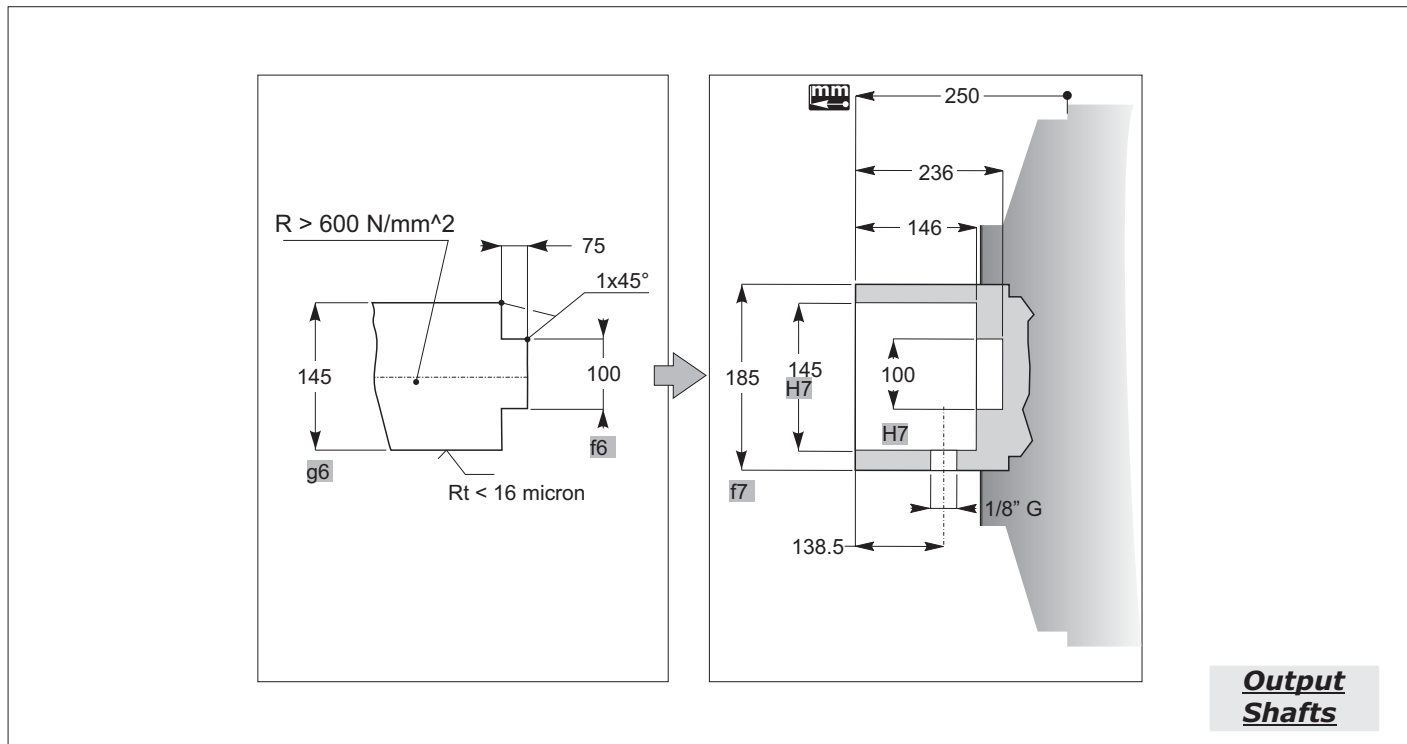 R > 600 N/mm^2
75
1x45°
145
100
g6
f6
Rt < 16 micron
mm
250
236
146
185
145
H7
100
H7
f7
1/8” G
138.5
Output
Shafts